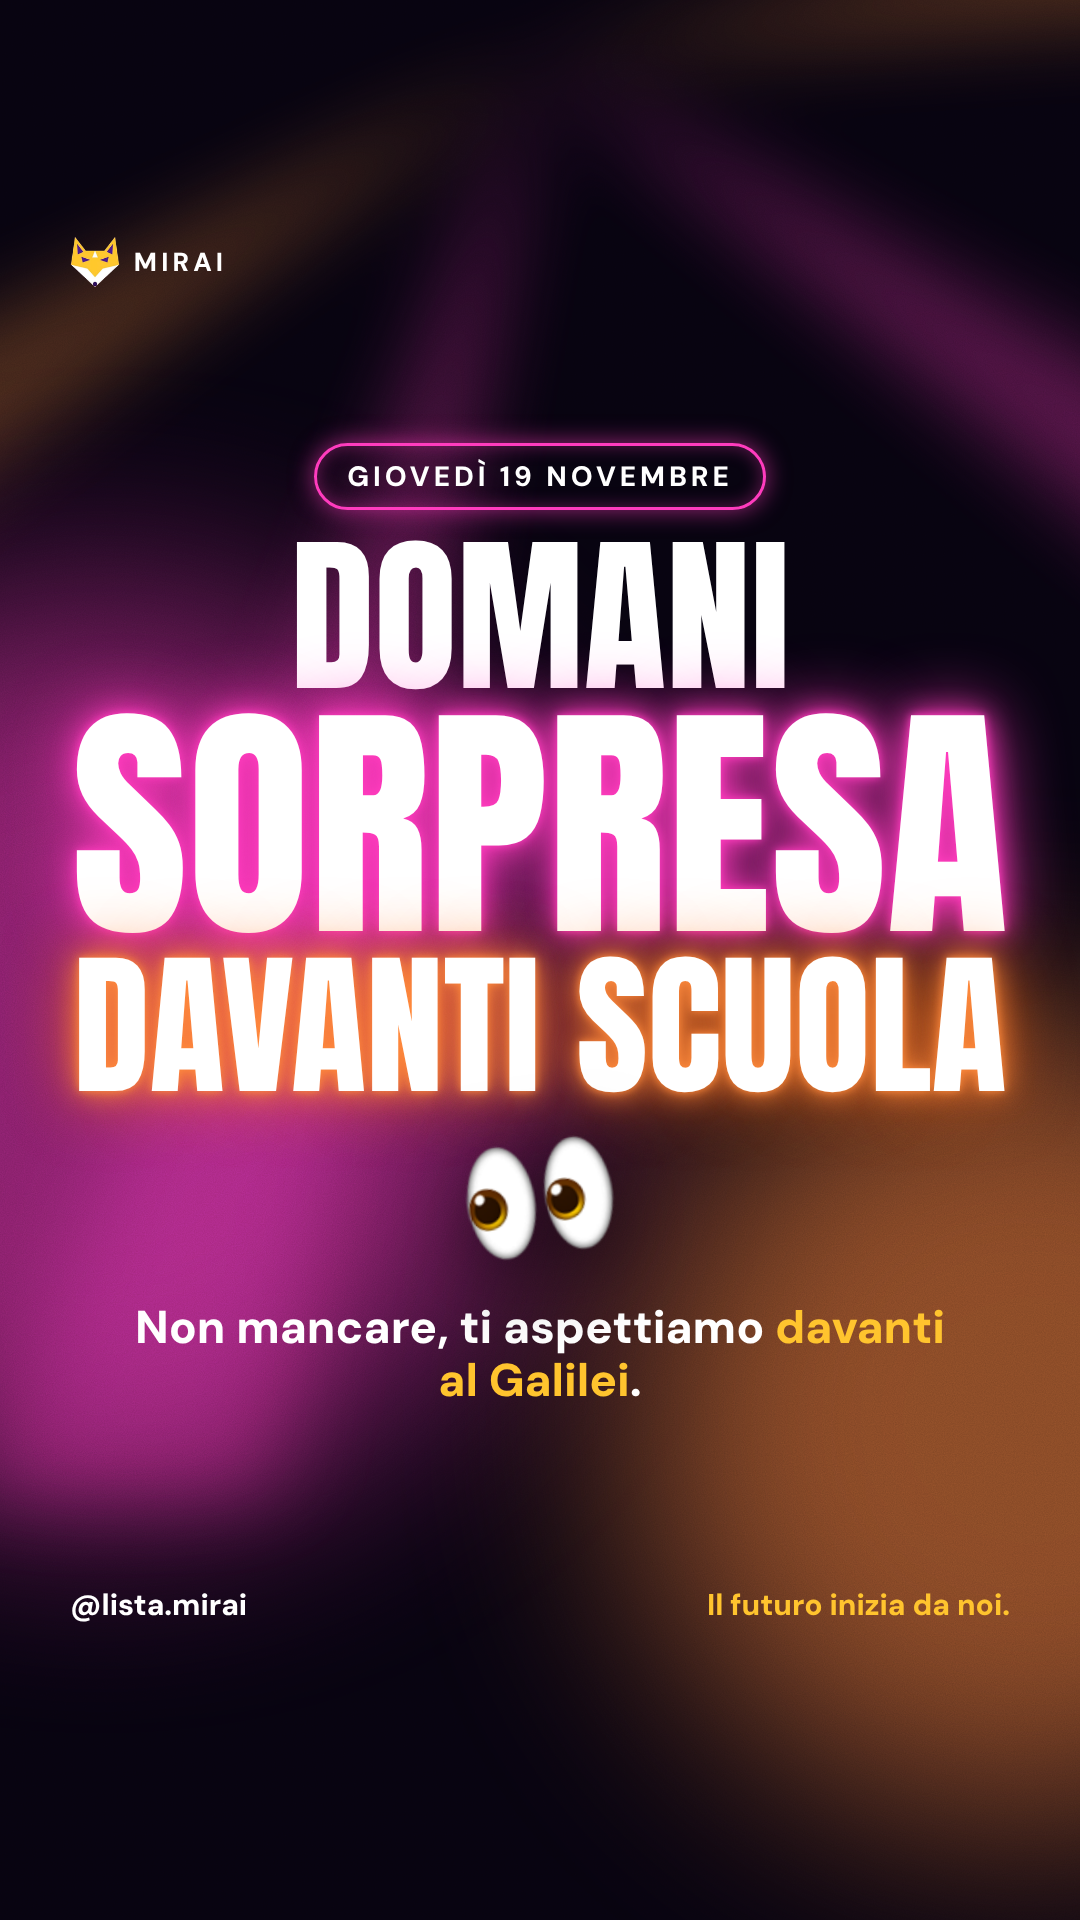 MIRAI
GIOVEDÌ 19 NOVEMBRE
DOMANI
SORPRESA
DAVANTI SCUOLA
Non mancare, ti aspettiamo davanti
al Galilei.
@lista.mirai
Il futuro inizia da noi.